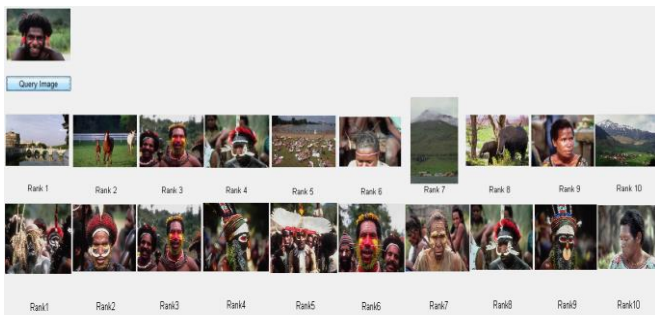 Query Image
Rank 1 Rank 2 Rank 3 Rank 4 Rank 5 Rank 6 Rank 7 Rank 8 Rank 9 Rank 10
Rank1 Rank2 Rank3 Rank4 Rank5 Rank6 Rank7 Rank8 Rank9 Rank10